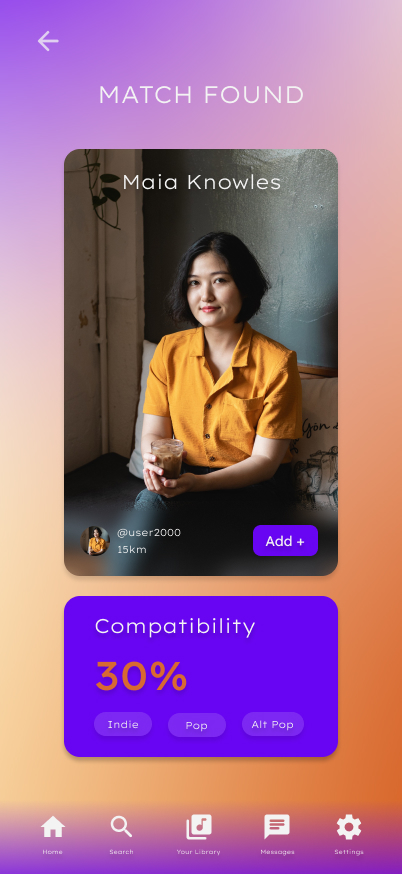 MATCH FOUND
Maia Knowles
Gön
@user2000
15km
Add +
Compatibility
30%
Indie
Pop
Alt Pop
Home
Search
Your Library
Messages
Settings